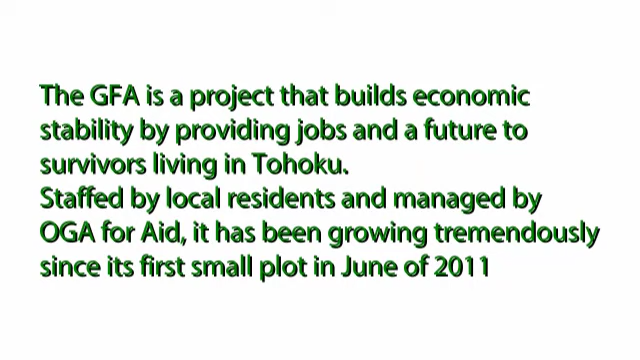 The GFA is a project that builds economic
stability by providing jobs and a future to
survivors living in Tohoku.
Staffed by local residents and managed by
OGA for Aid, it has been growing tremendously
since its first small plot in June of 2011